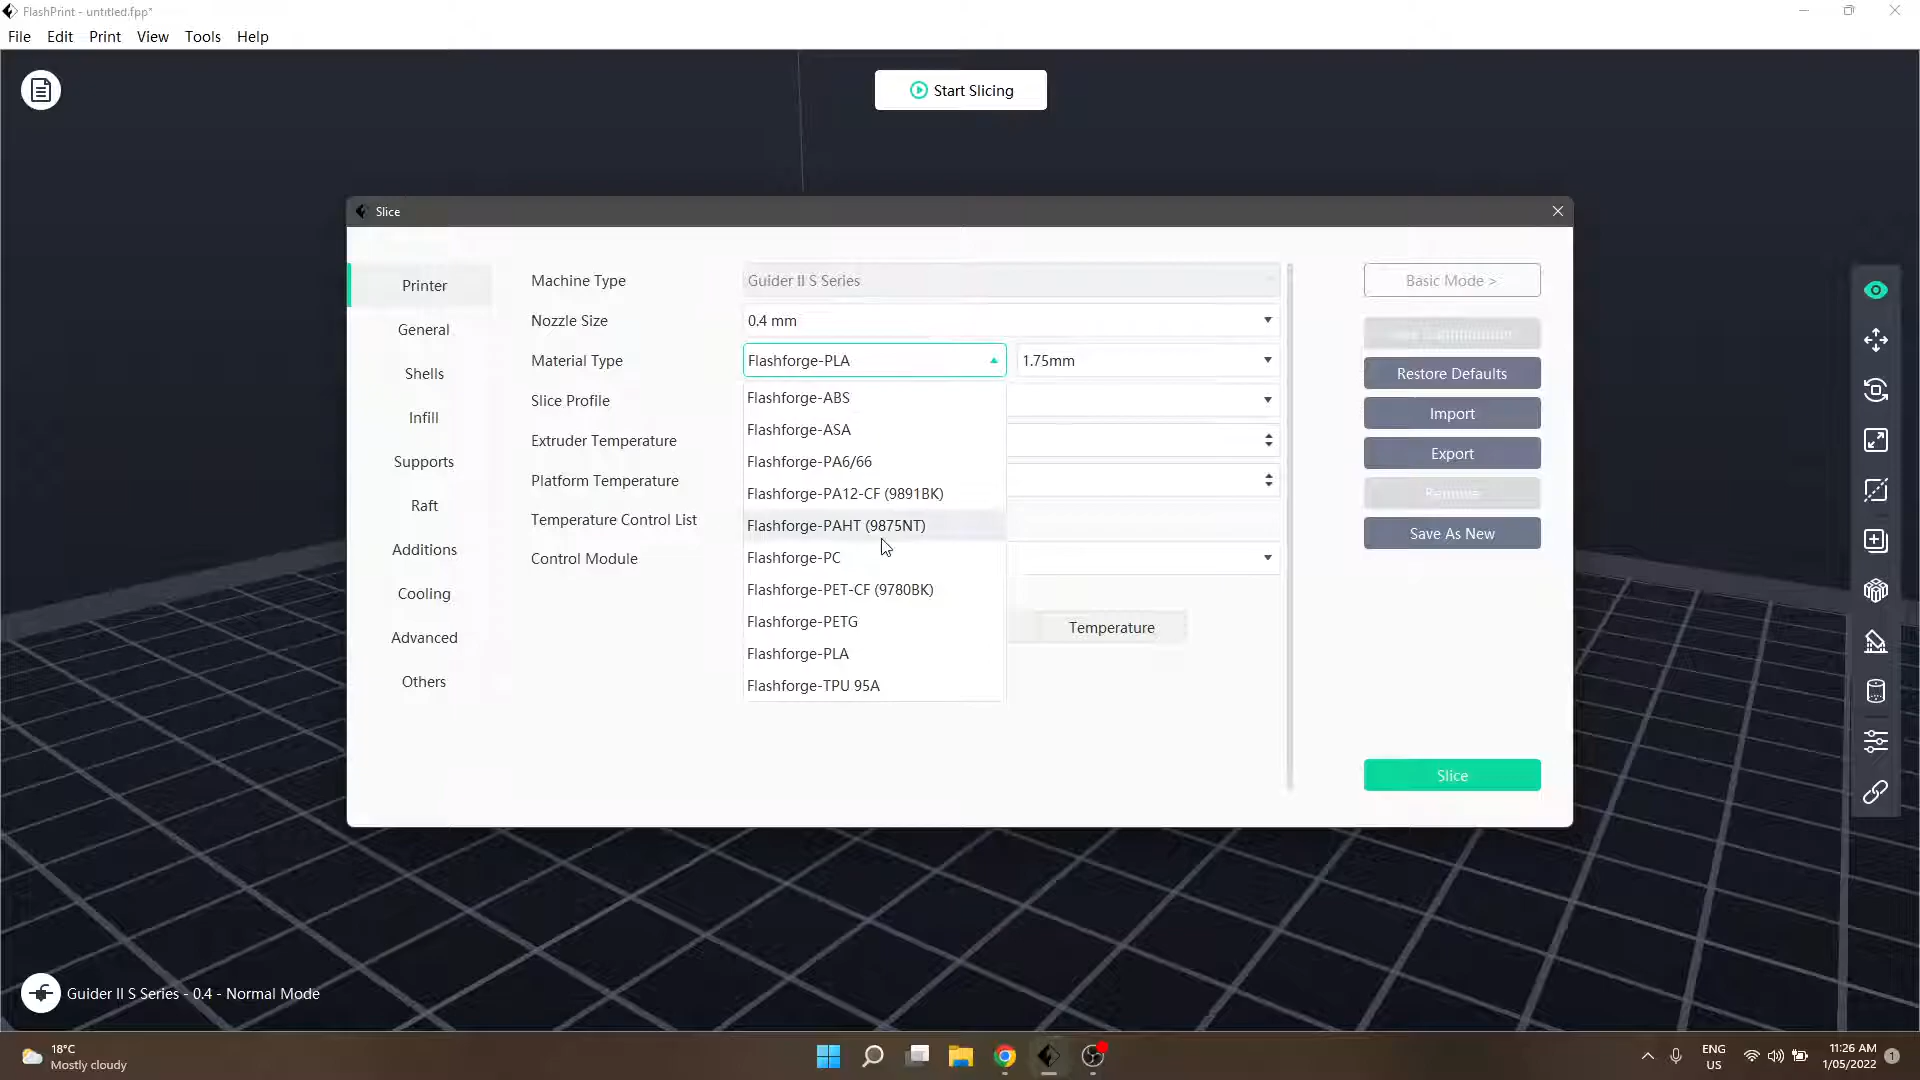 FlashPrint - untitled.fpp*
File Edit Print View Tools Help
Start Slicing
Slice
Printer
General
Shells
Infill
Supports
Raft
Additions
Cooling
Advanced
Others
Machine Type Guider II S Series
Nozzle Size 0.4 mm
Material Type Flashforge-PLA 1.75mm
Slice Profile
Extruder Temperature
Platform Temperature
Temperature Control List
Control Module
Flashforge-ABS
Flashforge-ASA
Flashforge-PA6/66
Flashforge-PA12-CF (9891BK)
Flashforge-PAHT (9875NT)
Flashforge-PC
Flashforge-PET-CF (9780BK)
Flashforge-PETG
Flashforge-PLA
Flashforge-TPU 95A
Temperature
Basic Mode >
Restore Defaults
Import
Export
Remove
Save As New
Slice
Guider II S Series - 0.4 - Normal Mode
18°C
Mostly cloudy
ENG
US
11:26 AM
1/05/2022
1